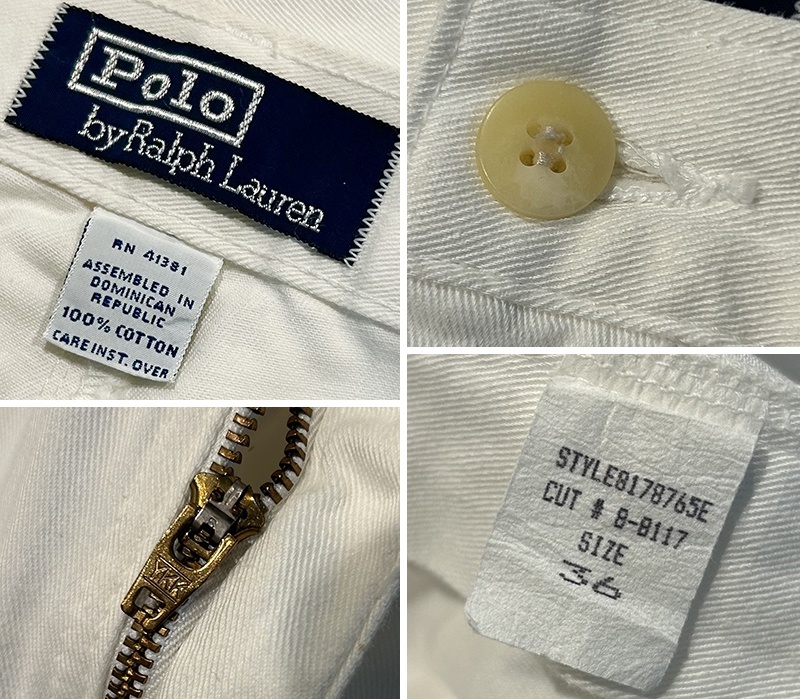 Polo
by Ralph Lauren
RN 41381
ASSEMBLED IN
DOMINICAN
REPUBLIC
100% COTTON
CARE INST. OVER
YKK
STYLE8178765E
CUT # 8-8117
SIZE
36